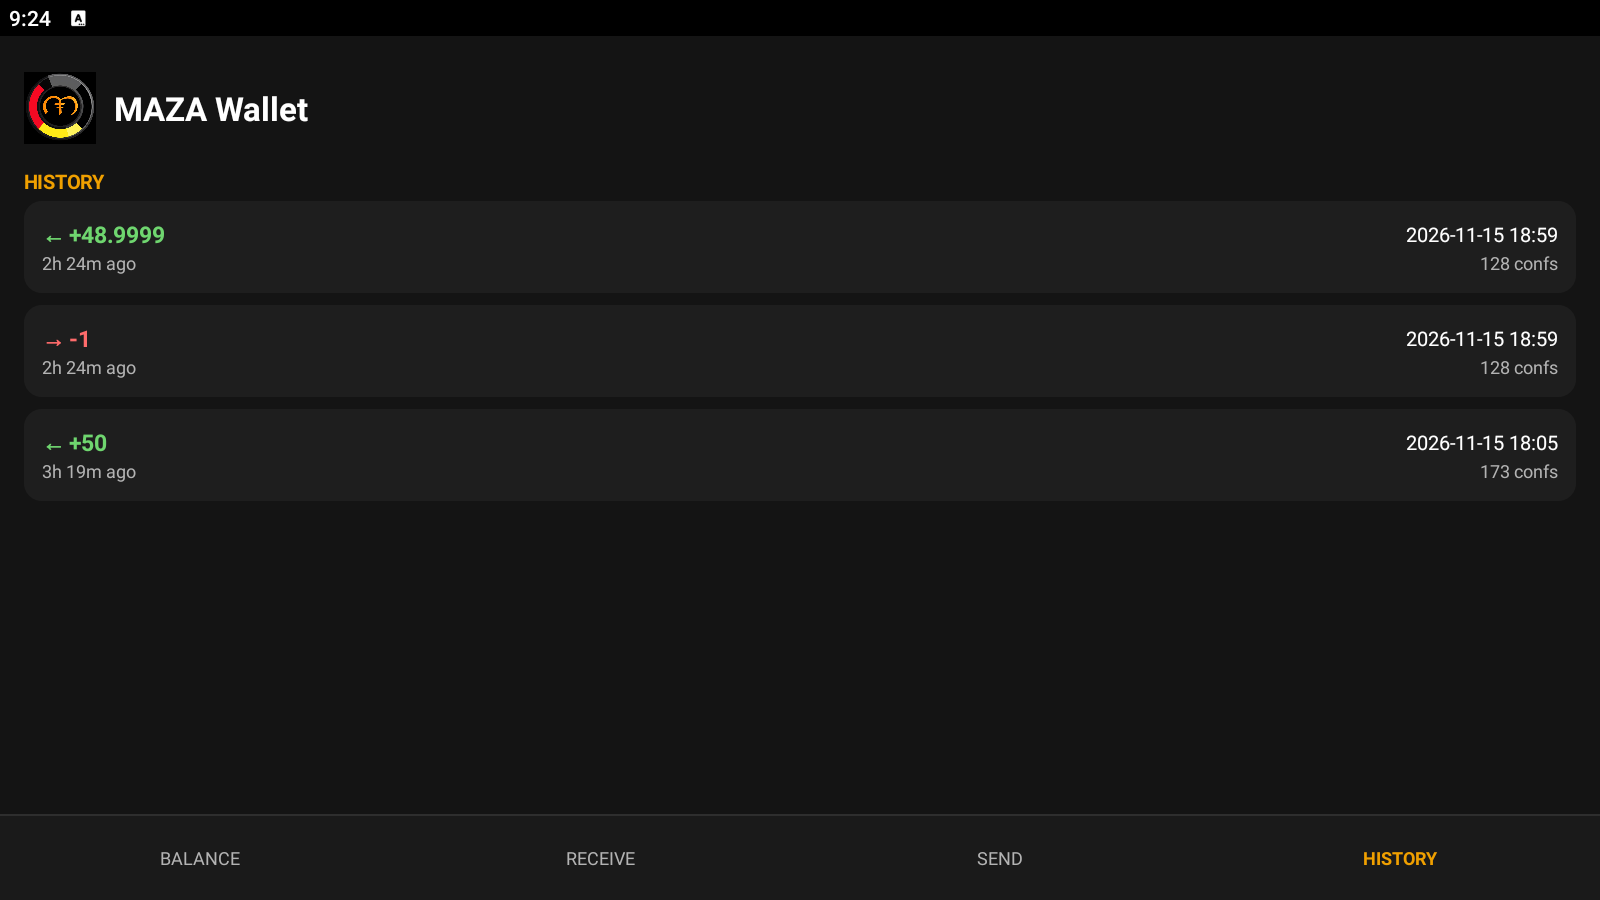 9:24
MAZA Wallet
HISTORY
← +48.9999
2026-11-15 18:59
2h 24m ago
128 confs
→ -1
2026-11-15 18:59
2h 24m ago
128 confs
← +50
2026-11-15 18:05
3h 19m ago
173 confs
BALANCE
RECEIVE
SEND
HISTORY